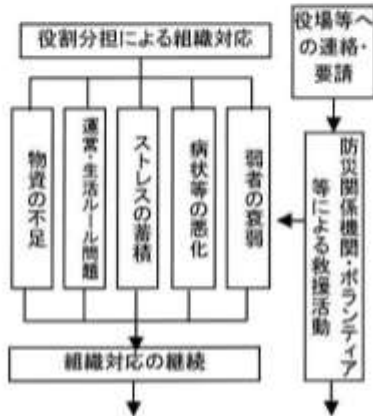 役割分担による組織対応
役場等へ
の連絡・
要請
物資の不足
運営・生活ルール問題
ストレスの蓄積
病状等の悪化
弱者の衰弱
防災関係機関・ボランティア
等による救援活動
組織対応の継続